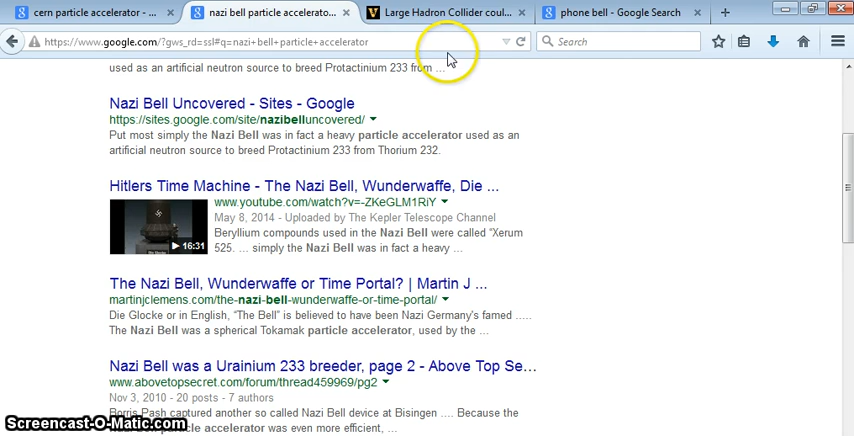 cern particle accelerator - ...
nazi bell particle accelerato...
Large Hadron Collider coul...
phone bell - Google Search
https://www.google.com/?gws_rd=ssl#q=nazi+bell+particle+accelerator
Search
used as an artificial neutron source to breed Protactinium 233 from ...
Nazi Bell Uncovered - Sites - Google
https://sites.google.com/site/nazibelluncovered/
Put most simply the Nazi Bell was in fact a heavy particle accelerator used as an
artificial neutron source to breed Protactinium 233 from Thorium 232.
Hitlers Time Machine - The Nazi Bell, Wunderwaffe, Die ...
www.youtube.com/watch?v=-ZKeGLM1RiY
May 8, 2014 - Uploaded by The Kepler Telescope Channel
Beryllium compounds used in the Nazi Bell were called "Xerum
525. ... simply the Nazi Bell was in fact a heavy ...
16:31
The Nazi Bell, Wunderwaffe or Time Portal? | Martin J ...
martinjclemens.com/the-nazi-bell-wunderwaffe-or-time-portal/
Die Glocke or in English, "The Bell" is believed to have been Nazi Germany's famed .....
The Nazi Bell was a spherical Tokamak particle accelerator, used by the ...
Nazi Bell was a Urainium 233 breeder, page 2 - Above Top Se...
www.abovetopsecret.com/forum/thread459969/pg2
Nov 3, 2010 - 20 posts - 7 authors
Borris Pash captured another so called Nazi Bell device at Bisingen .... Because the
Nazi Bell particle accelerator was even more efficient, ...
Screencast-O-Matic.com